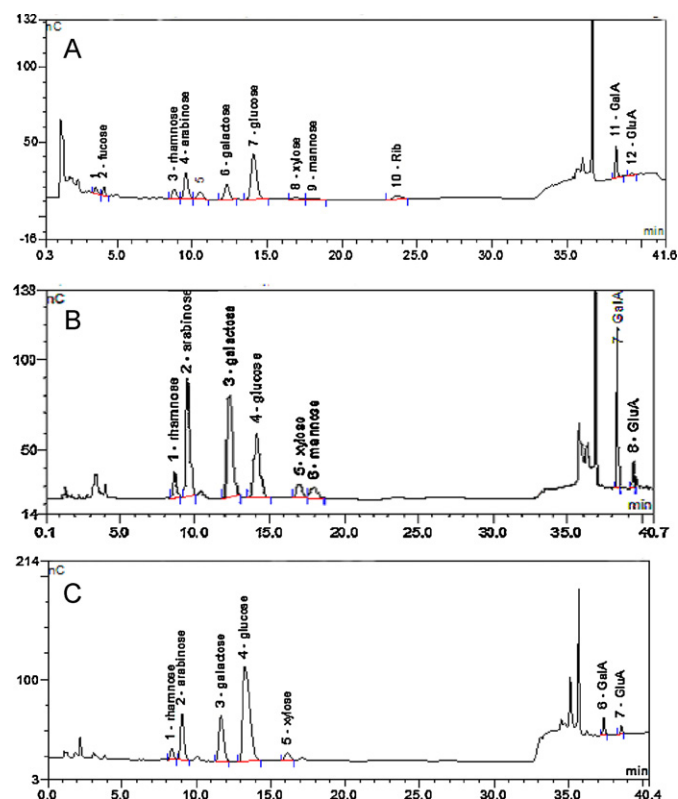 132
nC
A
100
50
-16
1
2 - fucose
3 - rhamnose
4 - arabinose
5
6 - galactose
7 - glucose
8 - xylose
9 - mannose
10 - Rib
11 - GalA
12 - GluA
min
0.3 5.0 10.0 15.0 20.0 25.0 30.0 35.0 41.6
nC
B
100
50
14
1 - rhamnose
2 - arabinose
3 - galactose
4 - glucose
5 - xylose
6 - mannose
7 GalA
8 - GluA
min
0.1 5.0 10.0 15.0 20.0 25.0 30.0 35.0 40.7
214
nC
C
100
3
1 - rhamnose
2 - arabinose
3 - galactose
4 - glucose
5 - xylose
6 - GalA
7 - GluA
min
0.0 5.0 10.0 15.0 20.0 25.0 30.0 35.0 40.4